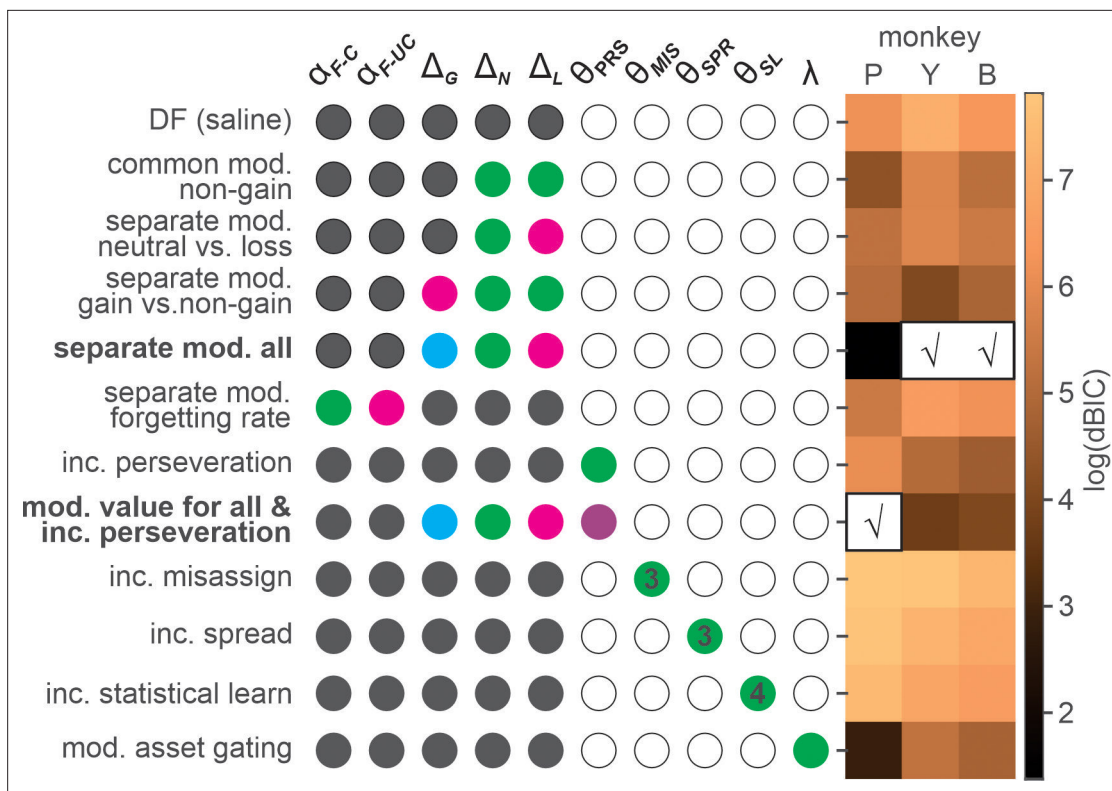 α_F-C α_F-UC Δ_G Δ_N Δ_L θ_PRS θ_MIS θ_SPR θ_SL λ
monkey
P Y B
DF (saline)
common mod.
non-gain
separate mod.
neutral vs. loss
separate mod.
gain vs.non-gain
separate mod. all √ √
separate mod.
forgetting rate
inc. perseveration
mod. value for all &
inc. perseveration √
inc. misassign 3
inc. spread 3
inc. statistical learn 4
mod. asset gating
7
6
5
4
3
2
log(dBIC)